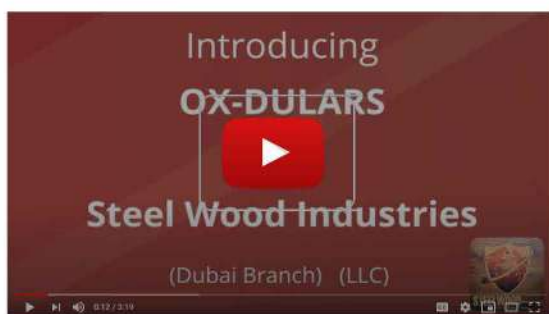 Introducing
OX-DULARS
Steel Wood Industries
(Dubai Branch) (LLC)
0:12 / 3:19